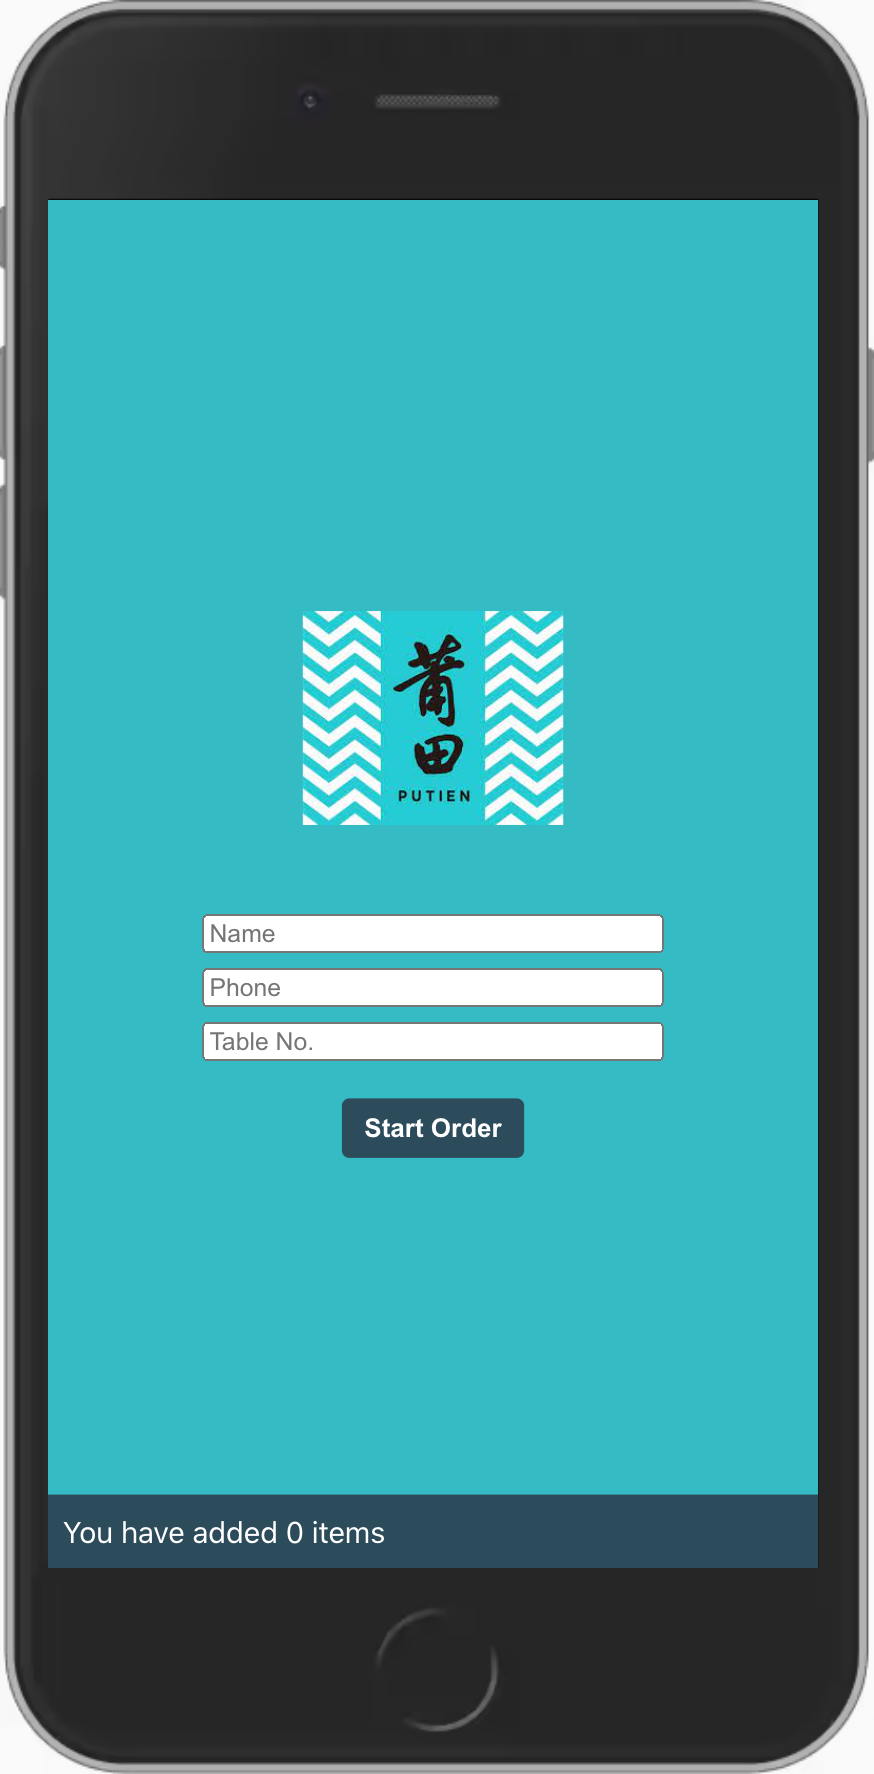 莆
田
PUTIEN
Name
Phone
Table No.
Start Order
You have added 0 items